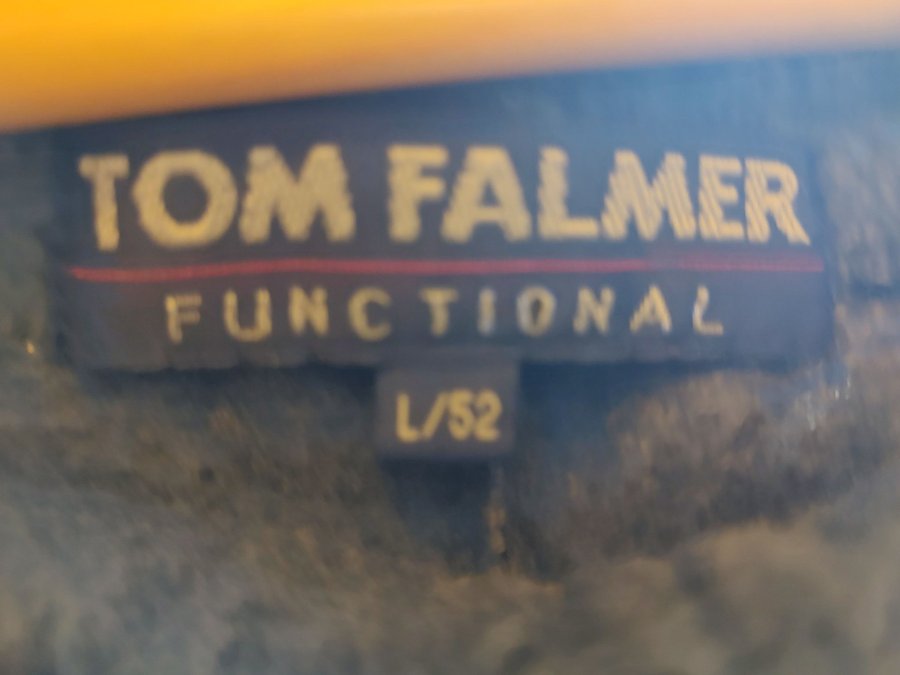 TOM FALMER
FUNCTIONAL
L/52